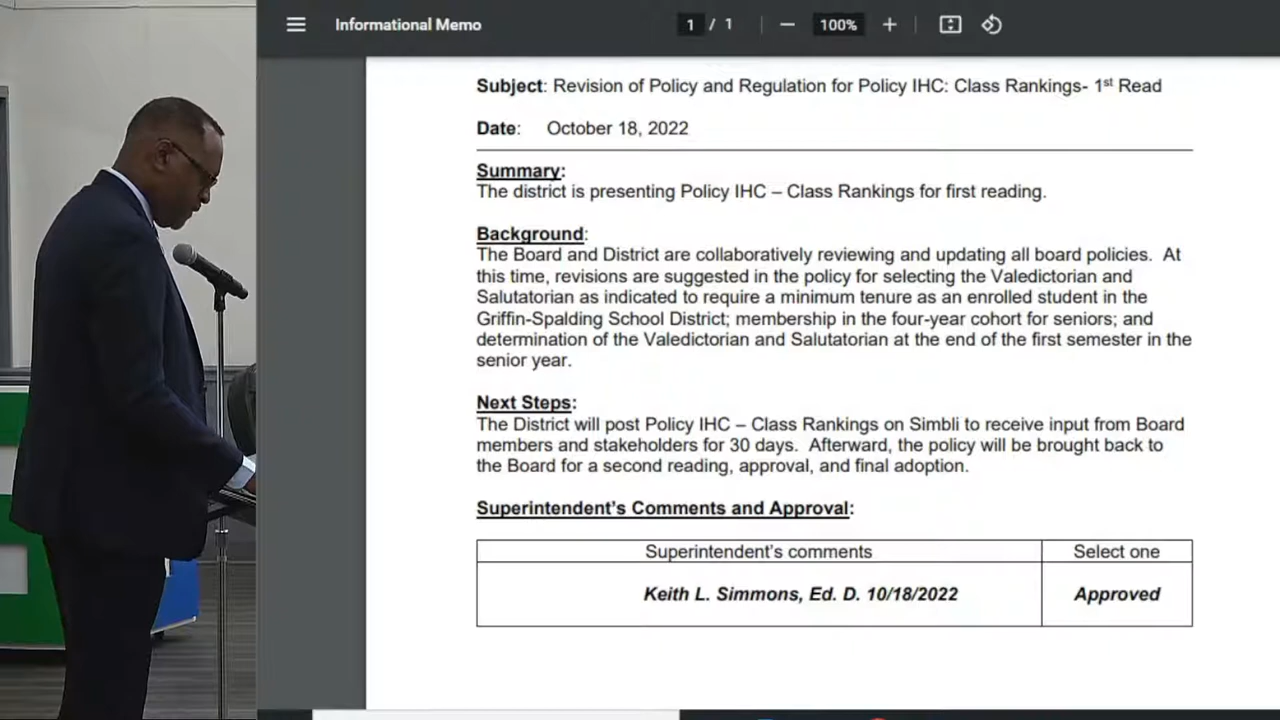 Informational Memo
1 / 1
100%
Subject: Revision of Policy and Regulation for Policy IHC: Class Rankings- 1st Read
Date: October 18, 2022
Summary:
The district is presenting Policy IHC – Class Rankings for first reading.
Background:
The Board and District are collaboratively reviewing and updating all board policies. At
this time, revisions are suggested in the policy for selecting the Valedictorian and
Salutatorian as indicated to require a minimum tenure as an enrolled student in the
Griffin-Spalding School District; membership in the four-year cohort for seniors; and
determination of the Valedictorian and Salutatorian at the end of the first semester in the
senior year.
Next Steps:
The District will post Policy IHC – Class Rankings on Simbli to receive input from Board
members and stakeholders for 30 days. Afterward, the policy will be brought back to
the Board for a second reading, approval, and final adoption.
Superintendent's Comments and Approval:
Superintendent's comments Select one
Keith L. Simmons, Ed. D. 10/18/2022 Approved